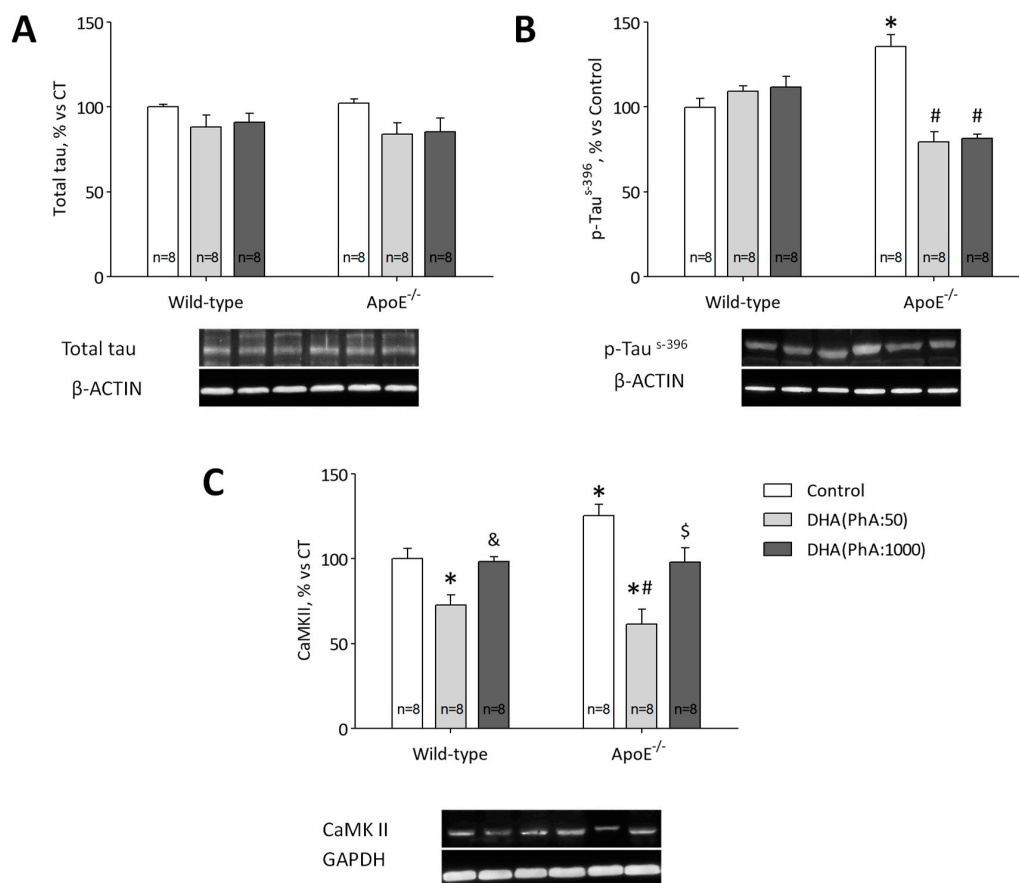 A
150
100
50
0
Total tau, % vs CT
n=8 n=8 n=8 n=8 n=8 n=8
Wild-type ApoE-/-
Total tau
β-ACTIN
B
150
100
50
0
p-Tau s-396, % vs Control
*
# #
n=8 n=8 n=8 n=8 n=8 n=8
Wild-type ApoE-/-
p-Tau s-396
β-ACTIN
C
150
100
50
0
CaMKII, % vs CT
* & * *# $
n=8 n=8 n=8 n=8 n=8 n=8
Wild-type ApoE-/-
Control
DHA(PhA:50)
DHA(PhA:1000)
CaMK II
GAPDH